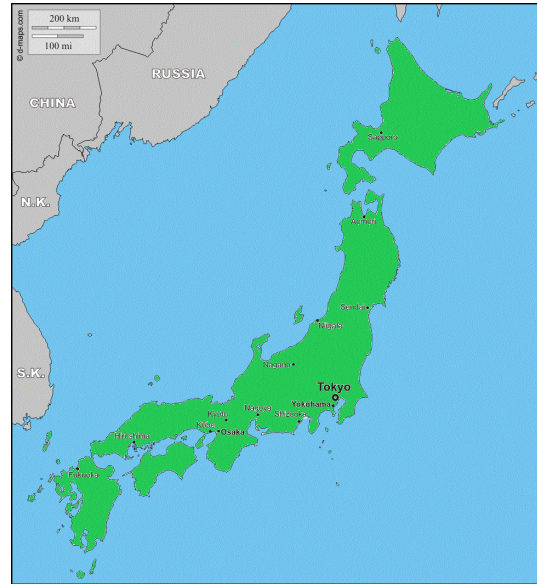 200 km
100 mi
© d-maps.com
RUSSIA
CHINA
N.K.
S.K.
Sapporo
Aomori
Sendai
Niigata
Nagano
Tokyo
Yokohama
Nagoya
Shizuoka
Kyoto
Kobe
Osaka
Hiroshima
Fukuoka